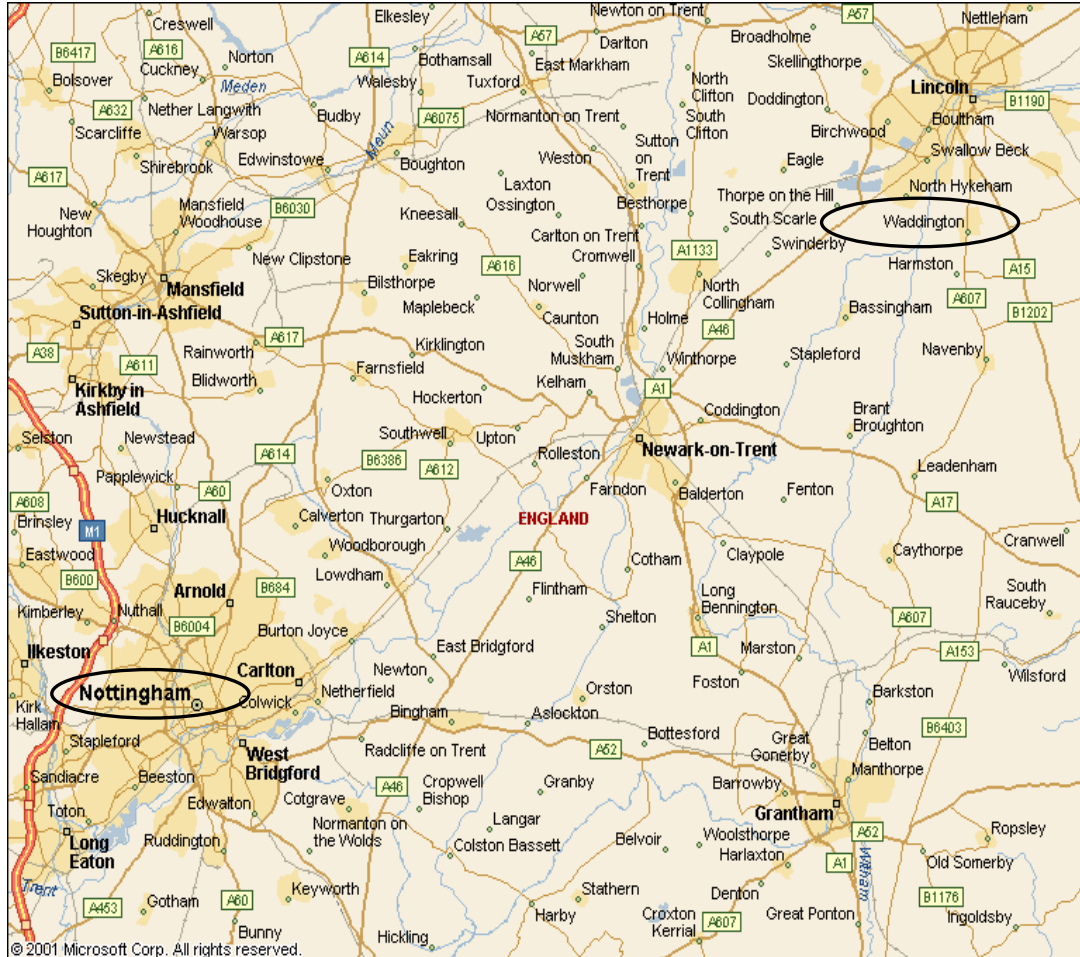 Elkesley
Newton on Trent
A57
Nettleham
Creswell
A616
Norton
A614
A57
Darlton
Broadholme
B6417
Cuckney
Bothamsall
East Markham
Skellingthorpe
Bolsover
Meden
Walesby
Tuxford
North
Clifton
Lincoln
A632
Nether Langwith
Budby
A6075
Normanton on Trent
South
Clifton
Doddington
B1190
Scarcliffe
Warsop
Maun
Sutton
on
Trent
Birchwood
Boultham
Shirebrook
Edwinstowe
Boughton
Weston
Eagle
Swallow Beck
A617
Laxton
Thorpe on the Hill
North Hykeham
New
Houghton
Mansfield
Woodhouse
B6030
Kneesall
Ossington
Besthorpe
South Scarle
Waddington
Carlton on Trent
A1133
Swinderby
New Clipstone
Eakring
A616
Cromwell
Harmston
A15
Skegby
Mansfield
Bilsthorpe
Norwell
North
Collingham
A607
Sutton-in-Ashfield
Maplebeck
Caunton
Holme
A46
Bassingham
B1202
A38
A611
Rainworth
A617
Kirklington
South
Muskham
Winthorpe
Stapleford
Navenby
Kirkby in
Ashfield
Blidworth
Farnsfield
Hockerton
Kelham
A1
Coddington
Brant
Broughton
Selston
Newstead
Southwell
Upton
Newark-on-Trent
A614
B6386
A612
Rolleston
Leadenham
Papplewick
A608
A60
Oxton
Farndon
Balderton
Fenton
A17
Brinsley
M1
Hucknall
Calverton
Thurgarton
ENGLAND
Cranwell
Eastwood
Woodborough
A46
Cotham
Claypole
Caythorpe
B600
Arnold
B684
Lowdham
Flintham
Long
Bennington
South
Rauceby
Kimberley
Nuthall
B6004
Burton Joyce
Shelton
A607
Ilkeston
East Bridgford
A1
Marston
A153
Carlton
Newton
Foston
Wilsford
Nottingham
Colwick
Netherfield
Orston
Barkston
Kirk
Hallam
Bingham
Aslockton
B6403
Stapleford
West
Bridgford
Radcliffe on Trent
A52
Bottesford
Great
Gonerby
Belton
Sandiacre
Beeston
A46
Cropwell
Bishop
Granby
Barrowby
Manthorpe
Toton
Edwalton
Cotgrave
Grantham
Long
Eaton
Ruddington
Normanton on
the Wolds
Langar
Belvoir
Woolsthorpe
A52
Ropsley
Colston Bassett
Harlaxton
A1
Old Somerby
Trent
Keyworth
Stathern
Denton
Witham
B1176
A453
Gotham
A60
Harby
Croxton
Kerrial
A607
Great Ponton
Ingoldsby
Bunny
Hickling
© 2001 Microsoft Corp. All rights reserved.